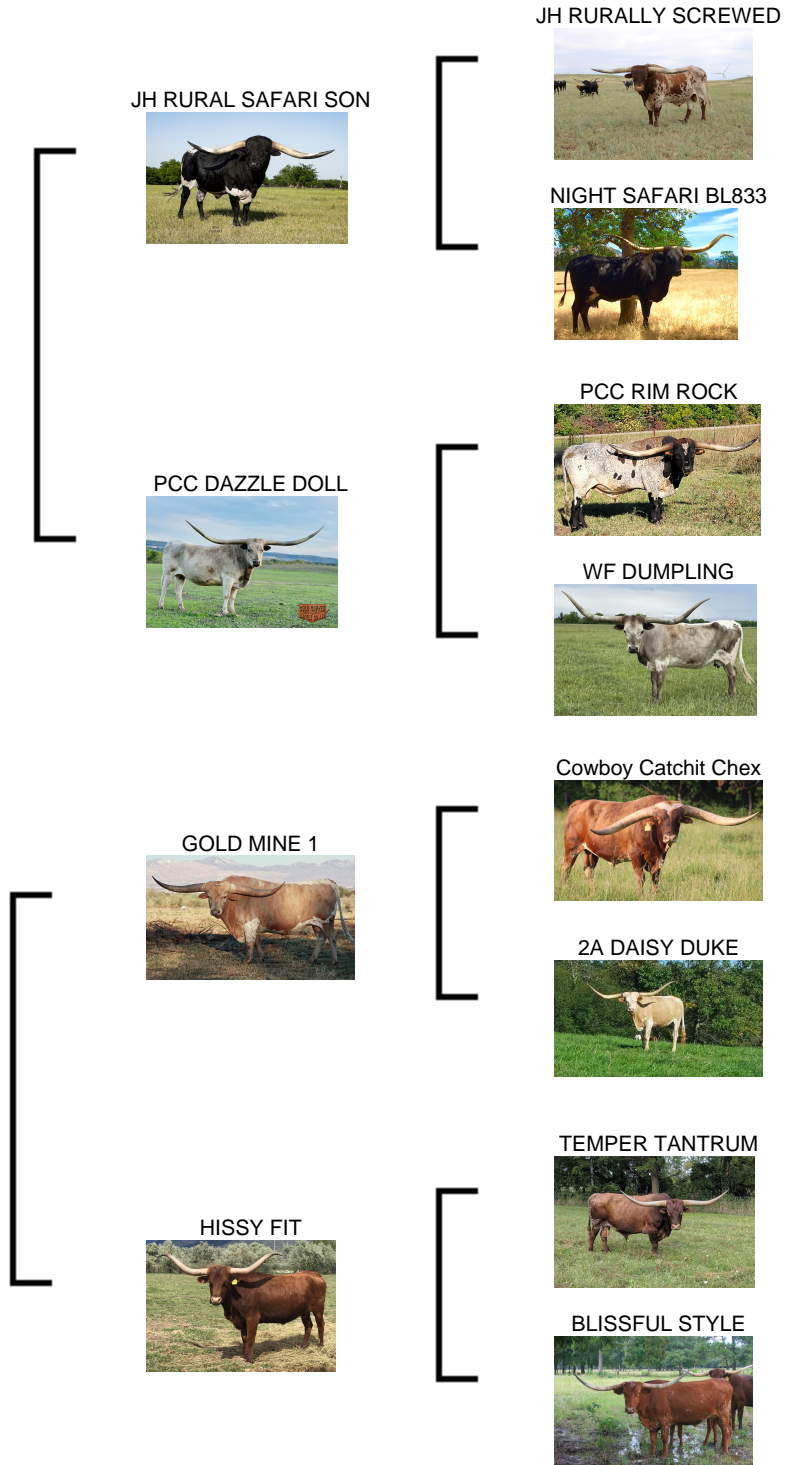 JH RURALLY SCREWED
JH RURAL SAFARI SON
NIGHT SAFARI BL833
PCC RIM ROCK
PCC DAZZLE DOLL
WF DUMPLING
Cowboy Catchit Chex
GOLD MINE 1
2A DAISY DUKE
TEMPER TANTRUM
HISSY FIT
BLISSFUL STYLE